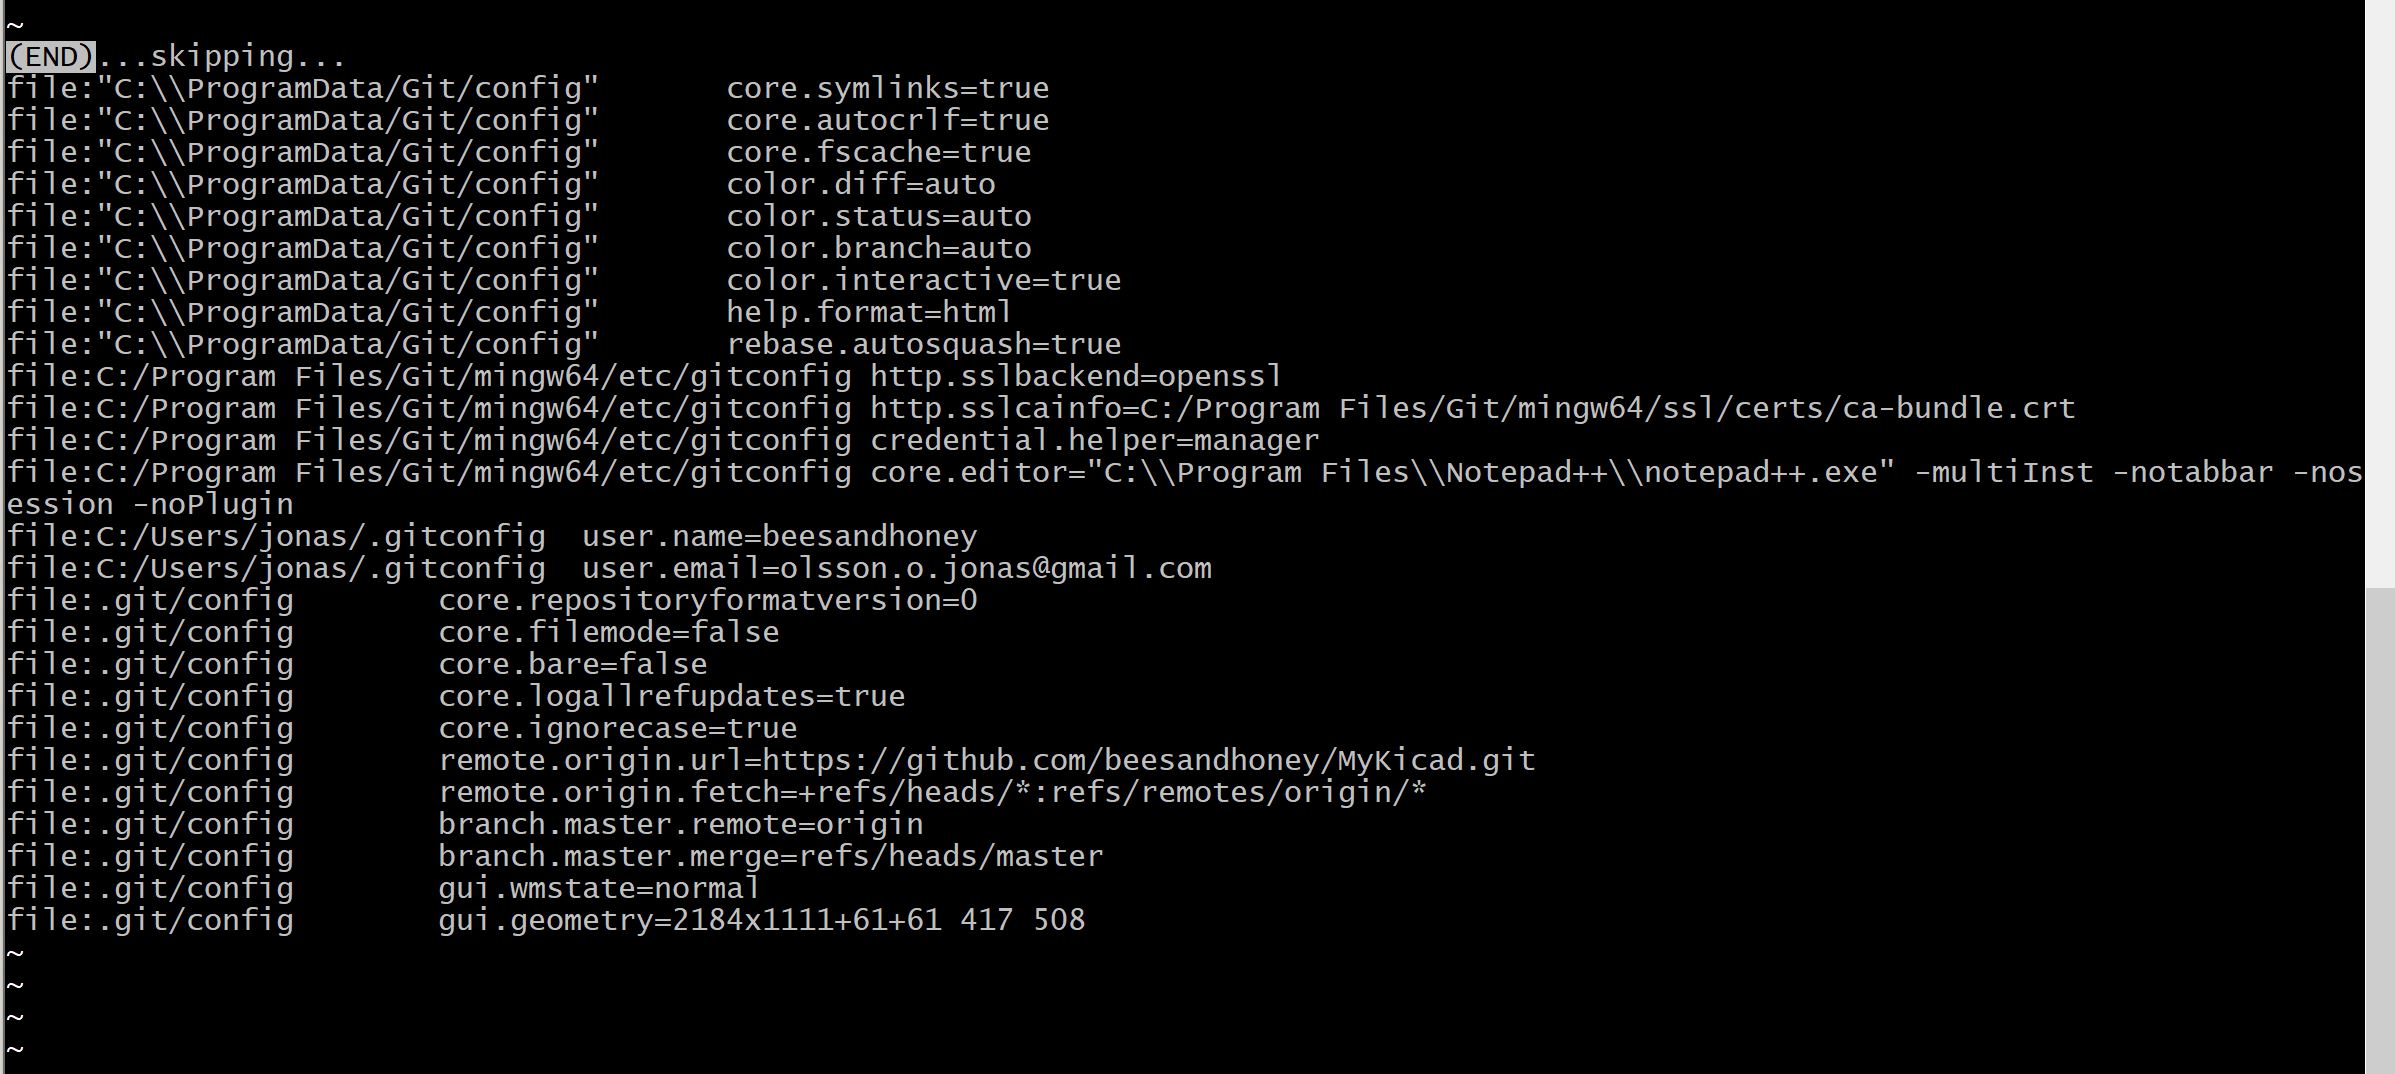 ~
(END)...skipping...
file:"C:\\ProgramData/Git/config"       core.symlinks=true
file:"C:\\ProgramData/Git/config"       core.autocrlf=true
file:"C:\\ProgramData/Git/config"       core.fscache=true
file:"C:\\ProgramData/Git/config"       color.diff=auto
file:"C:\\ProgramData/Git/config"       color.status=auto
file:"C:\\ProgramData/Git/config"       color.branch=auto
file:"C:\\ProgramData/Git/config"       color.interactive=true
file:"C:\\ProgramData/Git/config"       help.format=html
file:"C:\\ProgramData/Git/config"       rebase.autosquash=true
file:C:/Program Files/Git/mingw64/etc/gitconfig http.sslbackend=openssl
file:C:/Program Files/Git/mingw64/etc/gitconfig http.sslcainfo=C:/Program Files/Git/mingw64/ssl/certs/ca-bundle.crt
file:C:/Program Files/Git/mingw64/etc/gitconfig credential.helper=manager
file:C:/Program Files/Git/mingw64/etc/gitconfig core.editor="C:\\Program Files\\Notepad++\\notepad++.exe" -multiInst -notabbar -nos
ession -noPlugin
file:C:/Users/jonas/.gitconfig  user.name=beesandhoney
file:C:/Users/jonas/.gitconfig  user.email=olsson.o.jonas@gmail.com
file:.git/config        core.repositoryformatversion=0
file:.git/config        core.filemode=false
file:.git/config        core.bare=false
file:.git/config        core.logallrefupdates=true
file:.git/config        core.ignorecase=true
file:.git/config        remote.origin.url=https://github.com/beesandhoney/MyKicad.git
file:.git/config        remote.origin.fetch=+refs/heads/*:refs/remotes/origin/*
file:.git/config        branch.master.remote=origin
file:.git/config        branch.master.merge=refs/heads/master
file:.git/config        gui.wmstate=normal
file:.git/config        gui.geometry=2184x1111+61+61 417 508
~
~
~
~